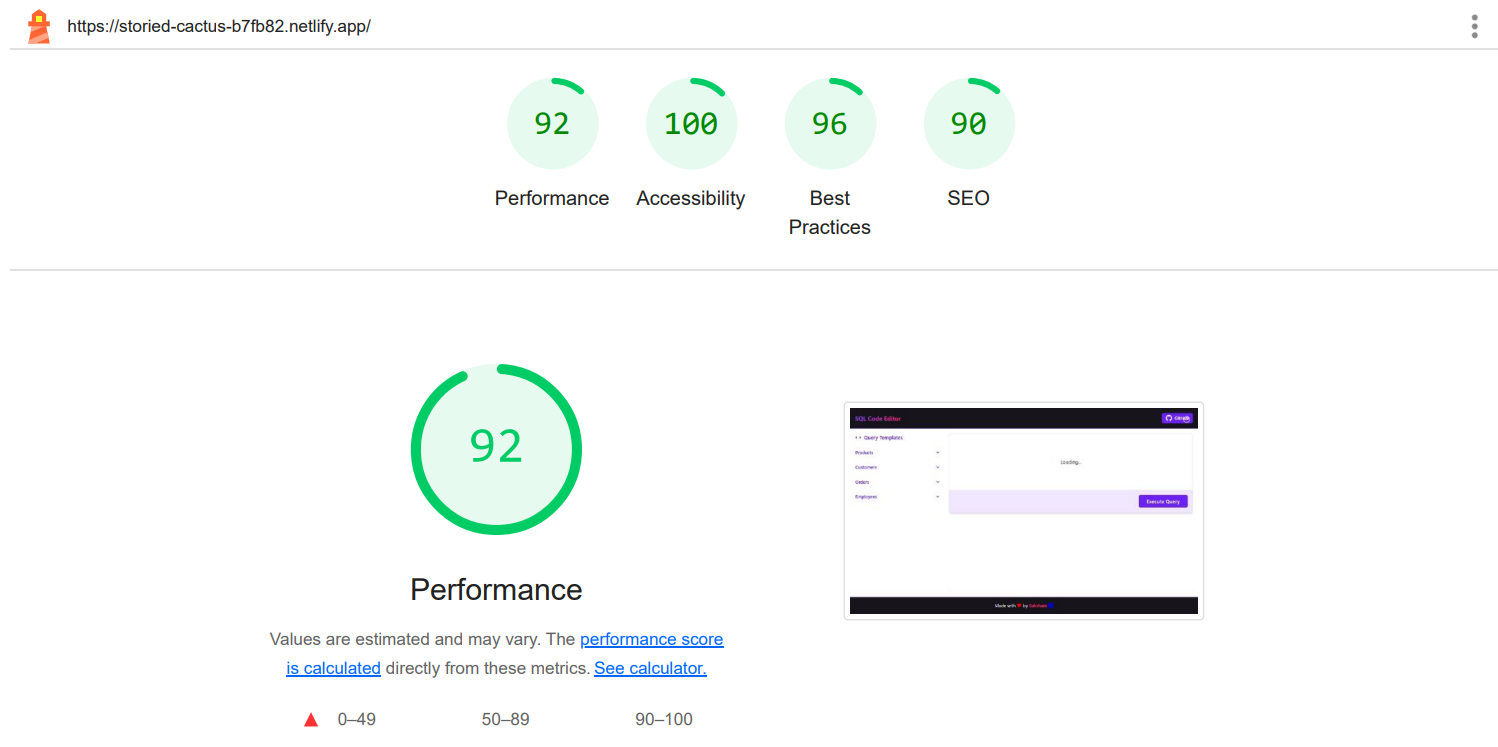 https://storied-cactus-b7fb82.netlify.app/
92
100
96
90
Performance
Accessibility
Best
Practices
SEO
92
Performance
Values are estimated and may vary. The performance score
is calculated directly from these metrics. See calculator.
0–49
50–89
90–100
SQL Code Editor
GitHub
Query Templates
Products
Customers
Orders
Employees
Loading...
Execute Query
Made with
by